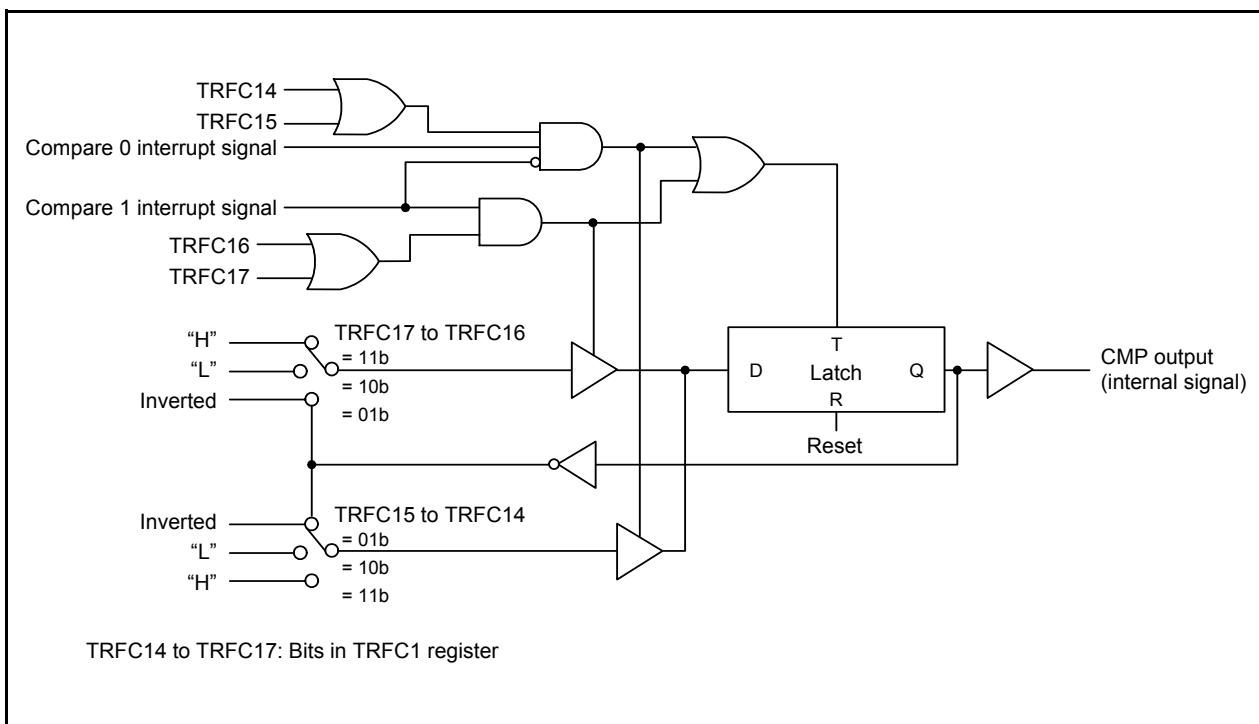 TRFC14
TRFC15
Compare 0 interrupt signal
Compare 1 interrupt signal
TRFC16
TRFC17
“H”
“L”
Inverted
TRFC17 to TRFC16
= 11b
= 10b
= 01b
D
T
Latch
R
Q
Reset
CMP output
(internal signal)
Inverted
“L”
“H”
TRFC15 to TRFC14
= 01b
= 10b
= 11b
TRFC14 to TRFC17: Bits in TRFC1 register